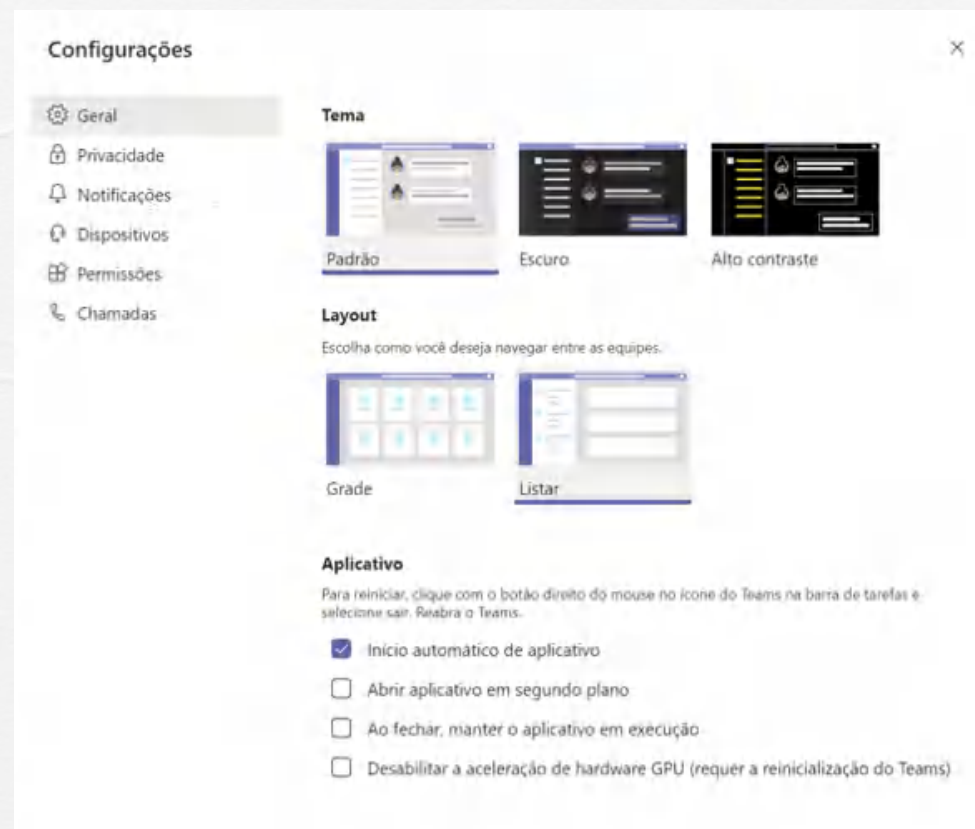 Configurações
Geral
Privacidade
Notificações
Dispositivos
Permissões
Chamadas
Tema
Padrão
Escuro
Alto contraste
Layout
Escolha como você deseja navegar entre as equipes.
Grade
Listar
Aplicativo
Para reiniciar, clique com o botão direito do mouse no ícone do Teams na barra de tarefas e
selecione sair. Reabra o Teams.
Início automático de aplicativo
Abrir aplicativo em segundo plano
Ao fechar, manter o aplicativo em execução
Desabilitar a aceleração de hardware GPU (requer a reinicialização do Teams)